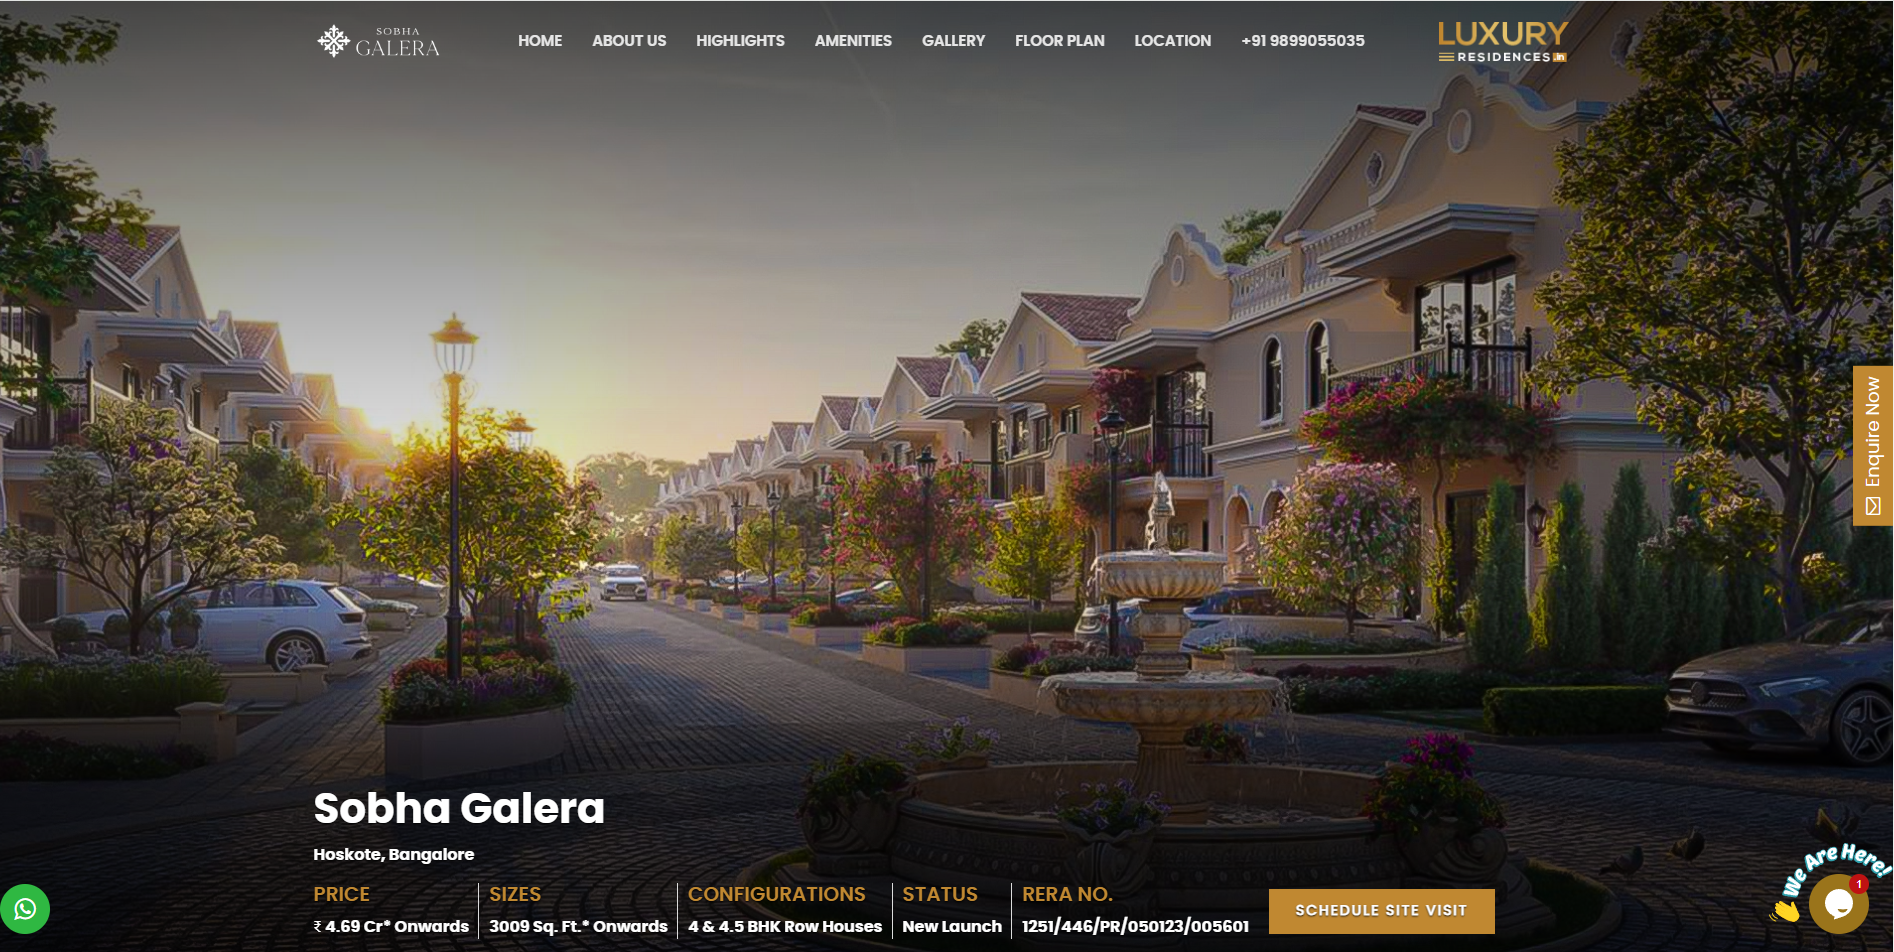 SOBHA
GALERA
HOME ABOUT US HIGHLIGHTS AMENITIES GALLERY FLOOR PLAN LOCATION +91 9899055035
LUXURY
RESIDENCES.in
Enquire Now
Sobha Galera
Hoskote, Bangalore
PRICE SIZES CONFIGURATIONS STATUS RERA NO.
₹ 4.69 Cr* Onwards 3009 Sq. Ft.* Onwards 4 & 4.5 BHK Row Houses New Launch 1251/446/PR/050123/005601
SCHEDULE SITE VISIT
We Are Here!
1